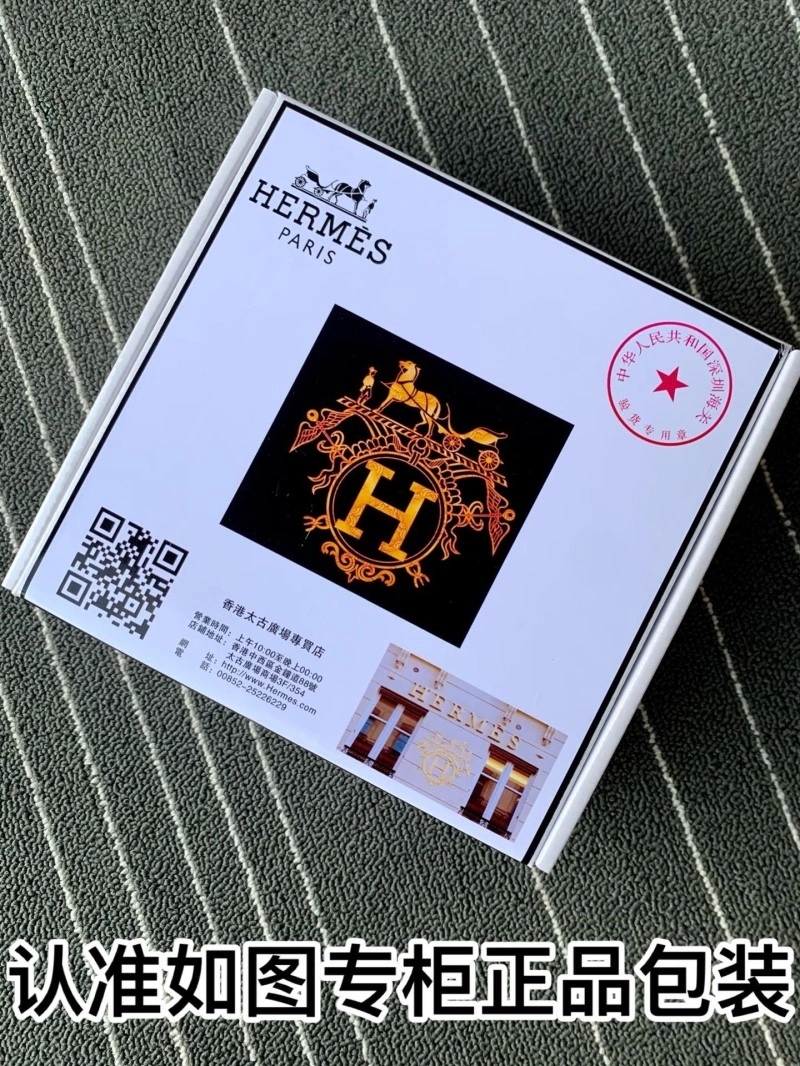 HERMÈS
PARIS
中华人民共和国深圳海关
验货专用章
H
香港太古廣場專買店
營業時間：上午10:00至晚上00:00
店鋪地址：香港中西區金鐘道88號
太古廣場商場3F/354
網址：http://www.Hermes.com
電話：00852-25226229
HERMÈS
H
认准如图专柜正品包装